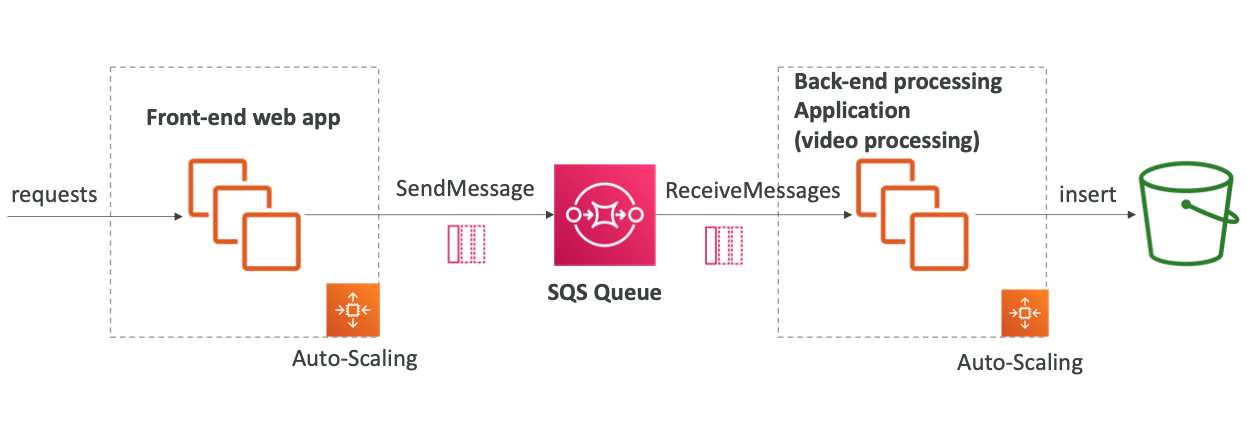 Front-end web app
requests
Auto-Scaling
SendMessage
SQS Queue
ReceiveMessages
Back-end processing
Application
(video processing)
Auto-Scaling
insert